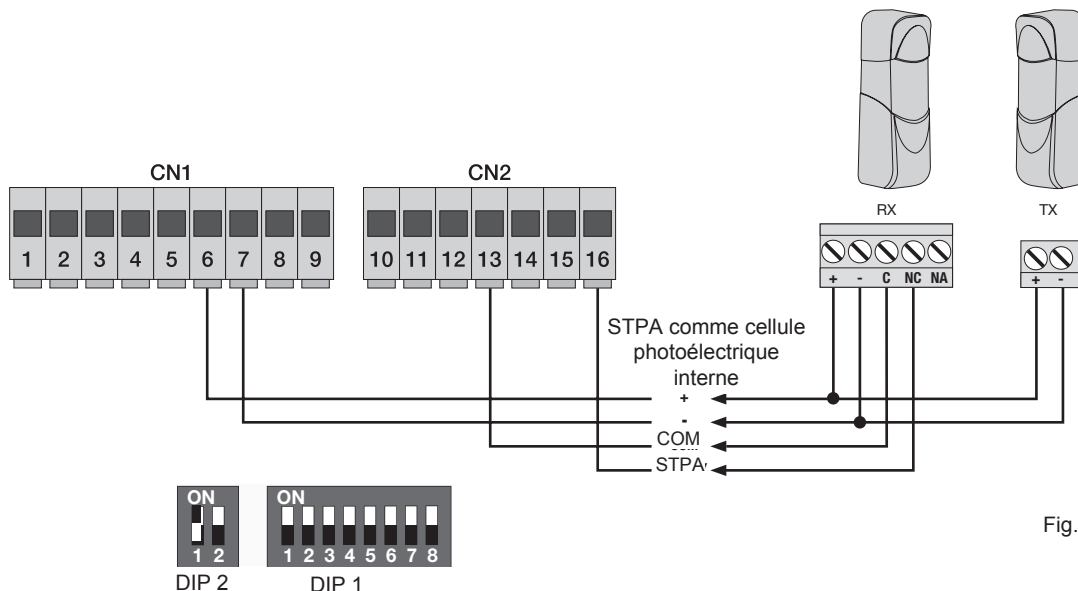 CN1
CN2
RX
TX
1 2 3 4 5 6 7 8 9
10 11 12 13 14 15 16
+ - C NC NA
+ -
STPA comme cellule
photoélectrique
interne
+
-
COM
STPA
ON
ON
1 2
1 2 3 4 5 6 7 8
Fig.
DIP 2
DIP 1